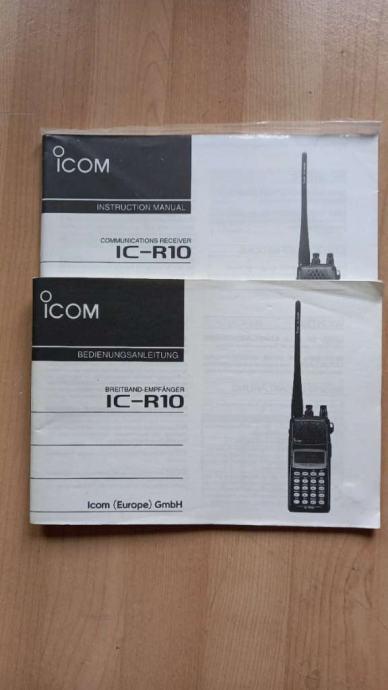 ICOM
INSTRUCTION MANUAL
COMMUNICATIONS RECEIVER
IC-R10
ICOM
BEDIENUNGSANLEITUNG
BREITBAND-EMPFÄNGER
IC-R10
Icom (Europe) GmbH